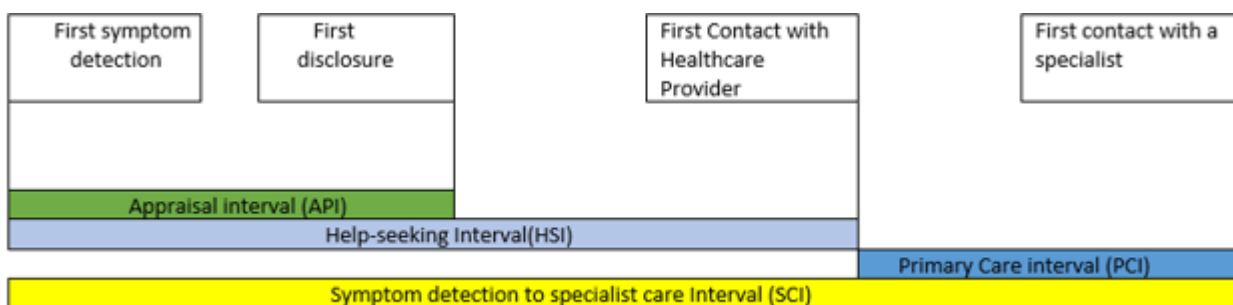 First symptom
detection
First
disclosure
First Contact with
Healthcare
Provider
First contact with a
specialist
Appraisal interval (API)
Help-seeking Interval(HSI)
Primary Care interval (PCI)
Symptom detection to specialist care Interval (SCI)